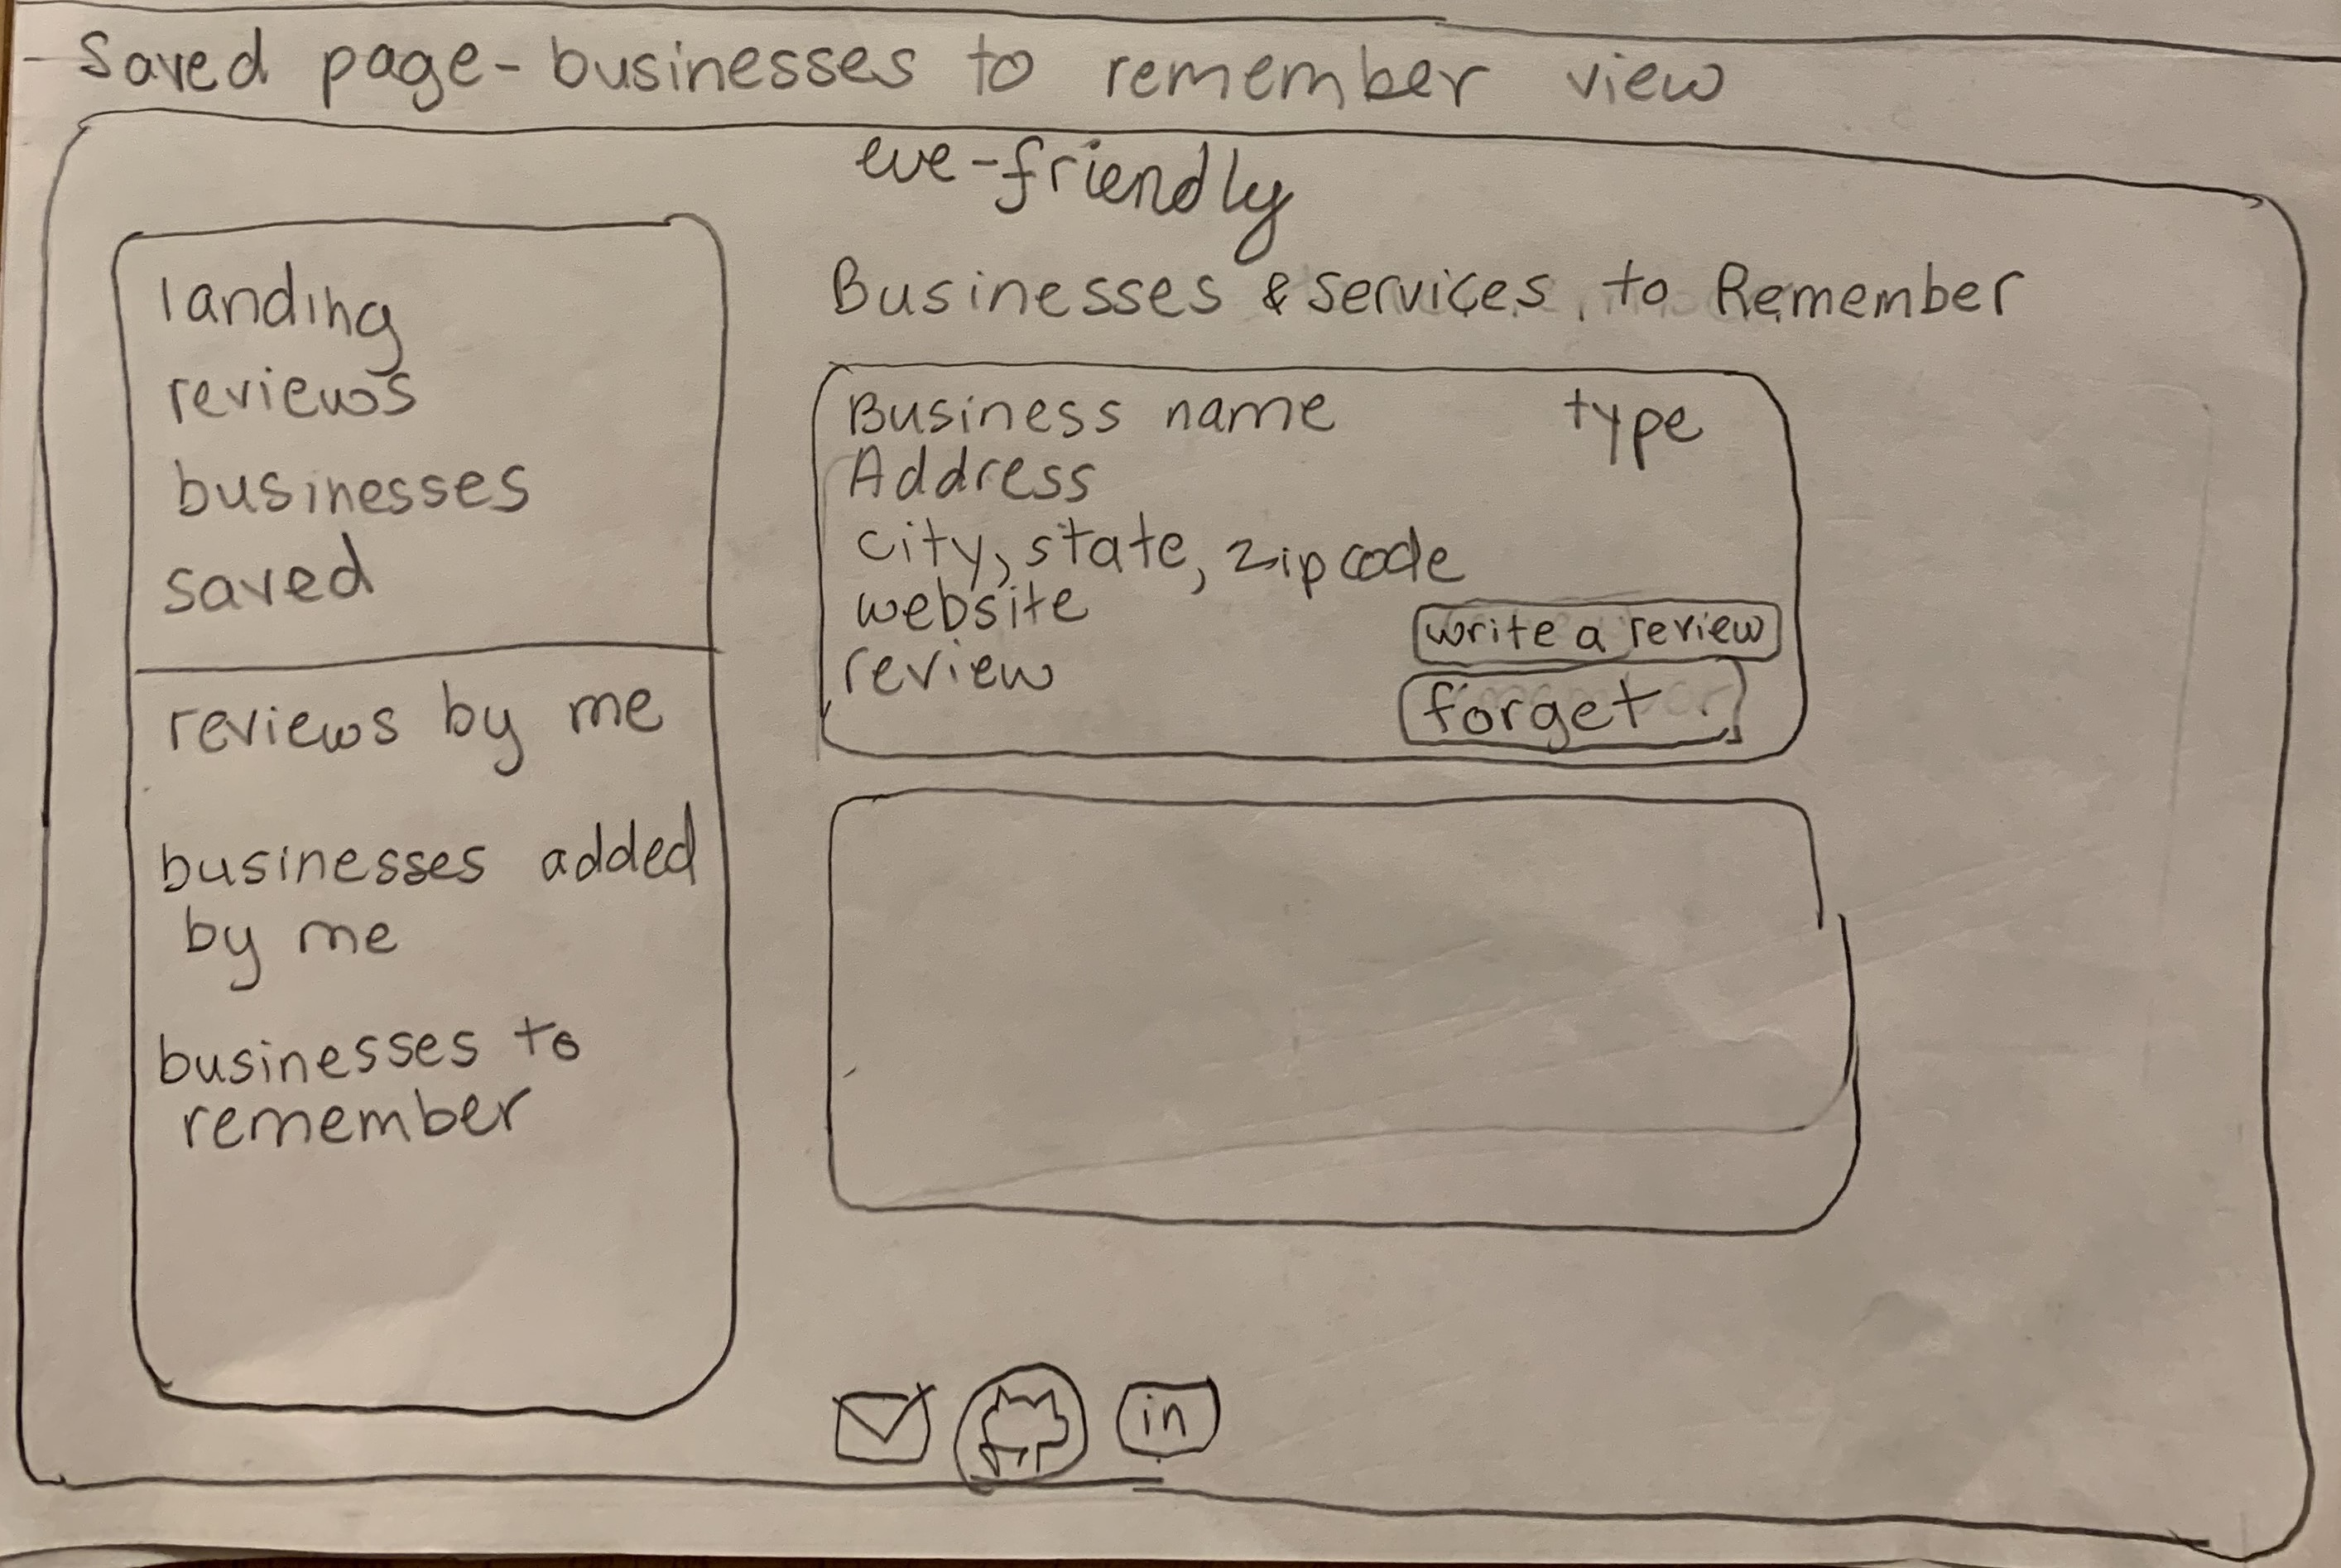 - Saved page - businesses to remember view
eve-friendly
landing
reviews
businesses
saved
reviews by me
businesses added
by me
businesses to
remember
Businesses & Services to Remember
Business name type
Address
city, state, zip code
website
write a review
review
forget
in